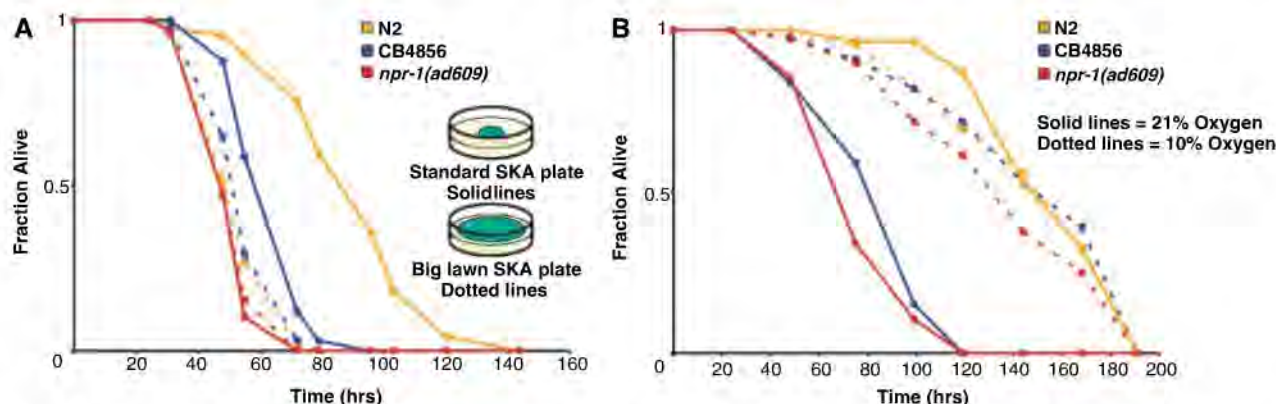 A
N2
CB4856
npr-1(ad609)
Standard SKA plate
Solidlines
Big lawn SKA plate
Dotted lines
Fraction Alive
1
0.5
0
20
40
60
80
100
120
140
160
Time (hrs)
B
N2
CB4856
npr-1(ad609)
Solid lines = 21% Oxygen
Dotted lines = 10% Oxygen
Fraction Alive
1
0.5
0
20
40
60
80
100
120
140
160
180
200
Time (hrs)